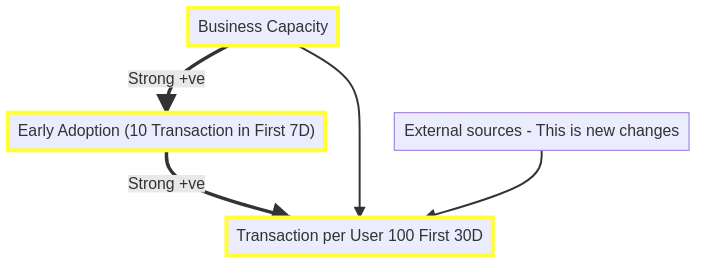 Business Capacity
Strong +ve
Early Adoption (10 Transaction in First 7D)
External sources - This is new changes
Strong +ve
Transaction per User 100 First 30D